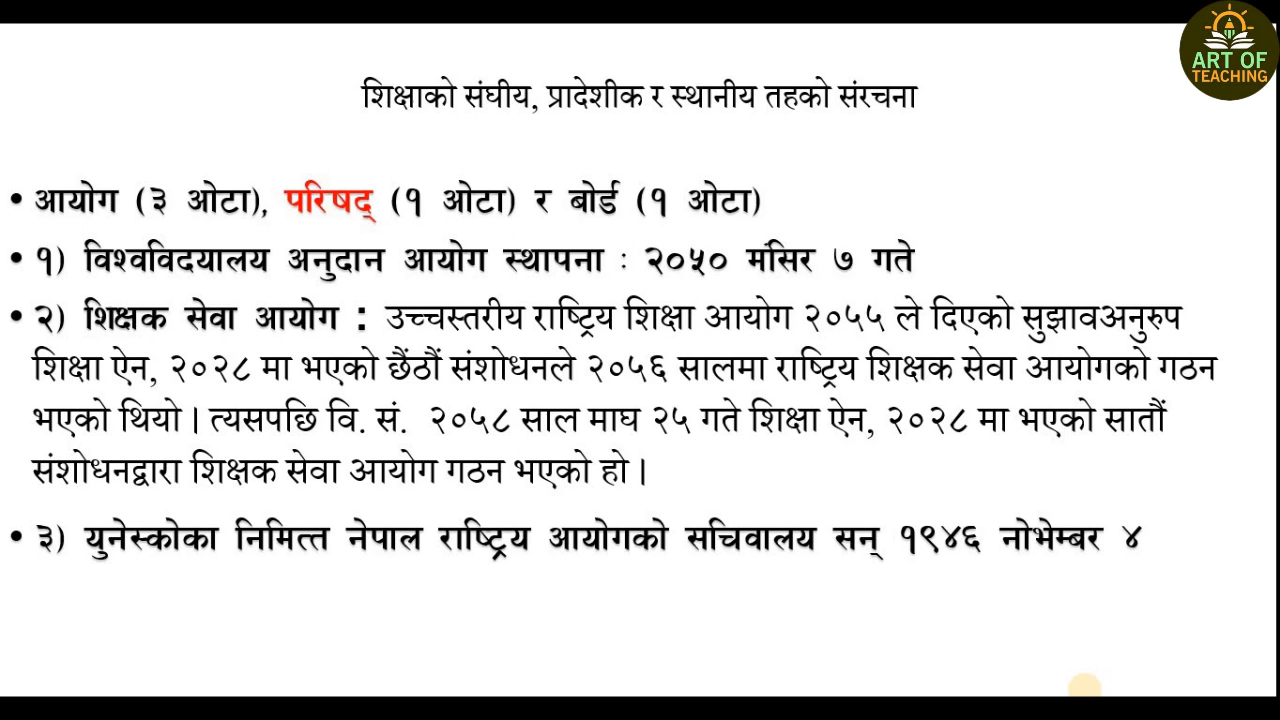 ART OF
TEACHING
शिक्षाको संघीय, प्रादेशीक र स्थानीय तहको संरचना
• आयोग (३ ओटा), परिषद् (१ ओटा) र बोर्ड (१ ओटा)
• १) विश्वविदयालय अनुदान आयोग स्थापना : २०५० मंसिर ७ गते
• २) शिक्षक सेवा आयोग : उच्चस्तरीय राष्ट्रिय शिक्षा आयोग २०५५ ले दिएको सुझावअनुरुप
शिक्षा ऐन, २०२८ मा भएको छैंठौं संशोधनले २०५६ सालमा राष्ट्रिय शिक्षक सेवा आयोगको गठन
भएको थियो । त्यसपछि वि. सं. २०५८ साल माघ २५ गते शिक्षा ऐन, २०२८ मा भएको सातौं
संशोधनद्वारा शिक्षक सेवा आयोग गठन भएको हो ।
• ३) युनेस्कोका निमित्त नेपाल राष्ट्रिय आयोगको सचिवालय सन् १९४६ नोभेम्बर ४